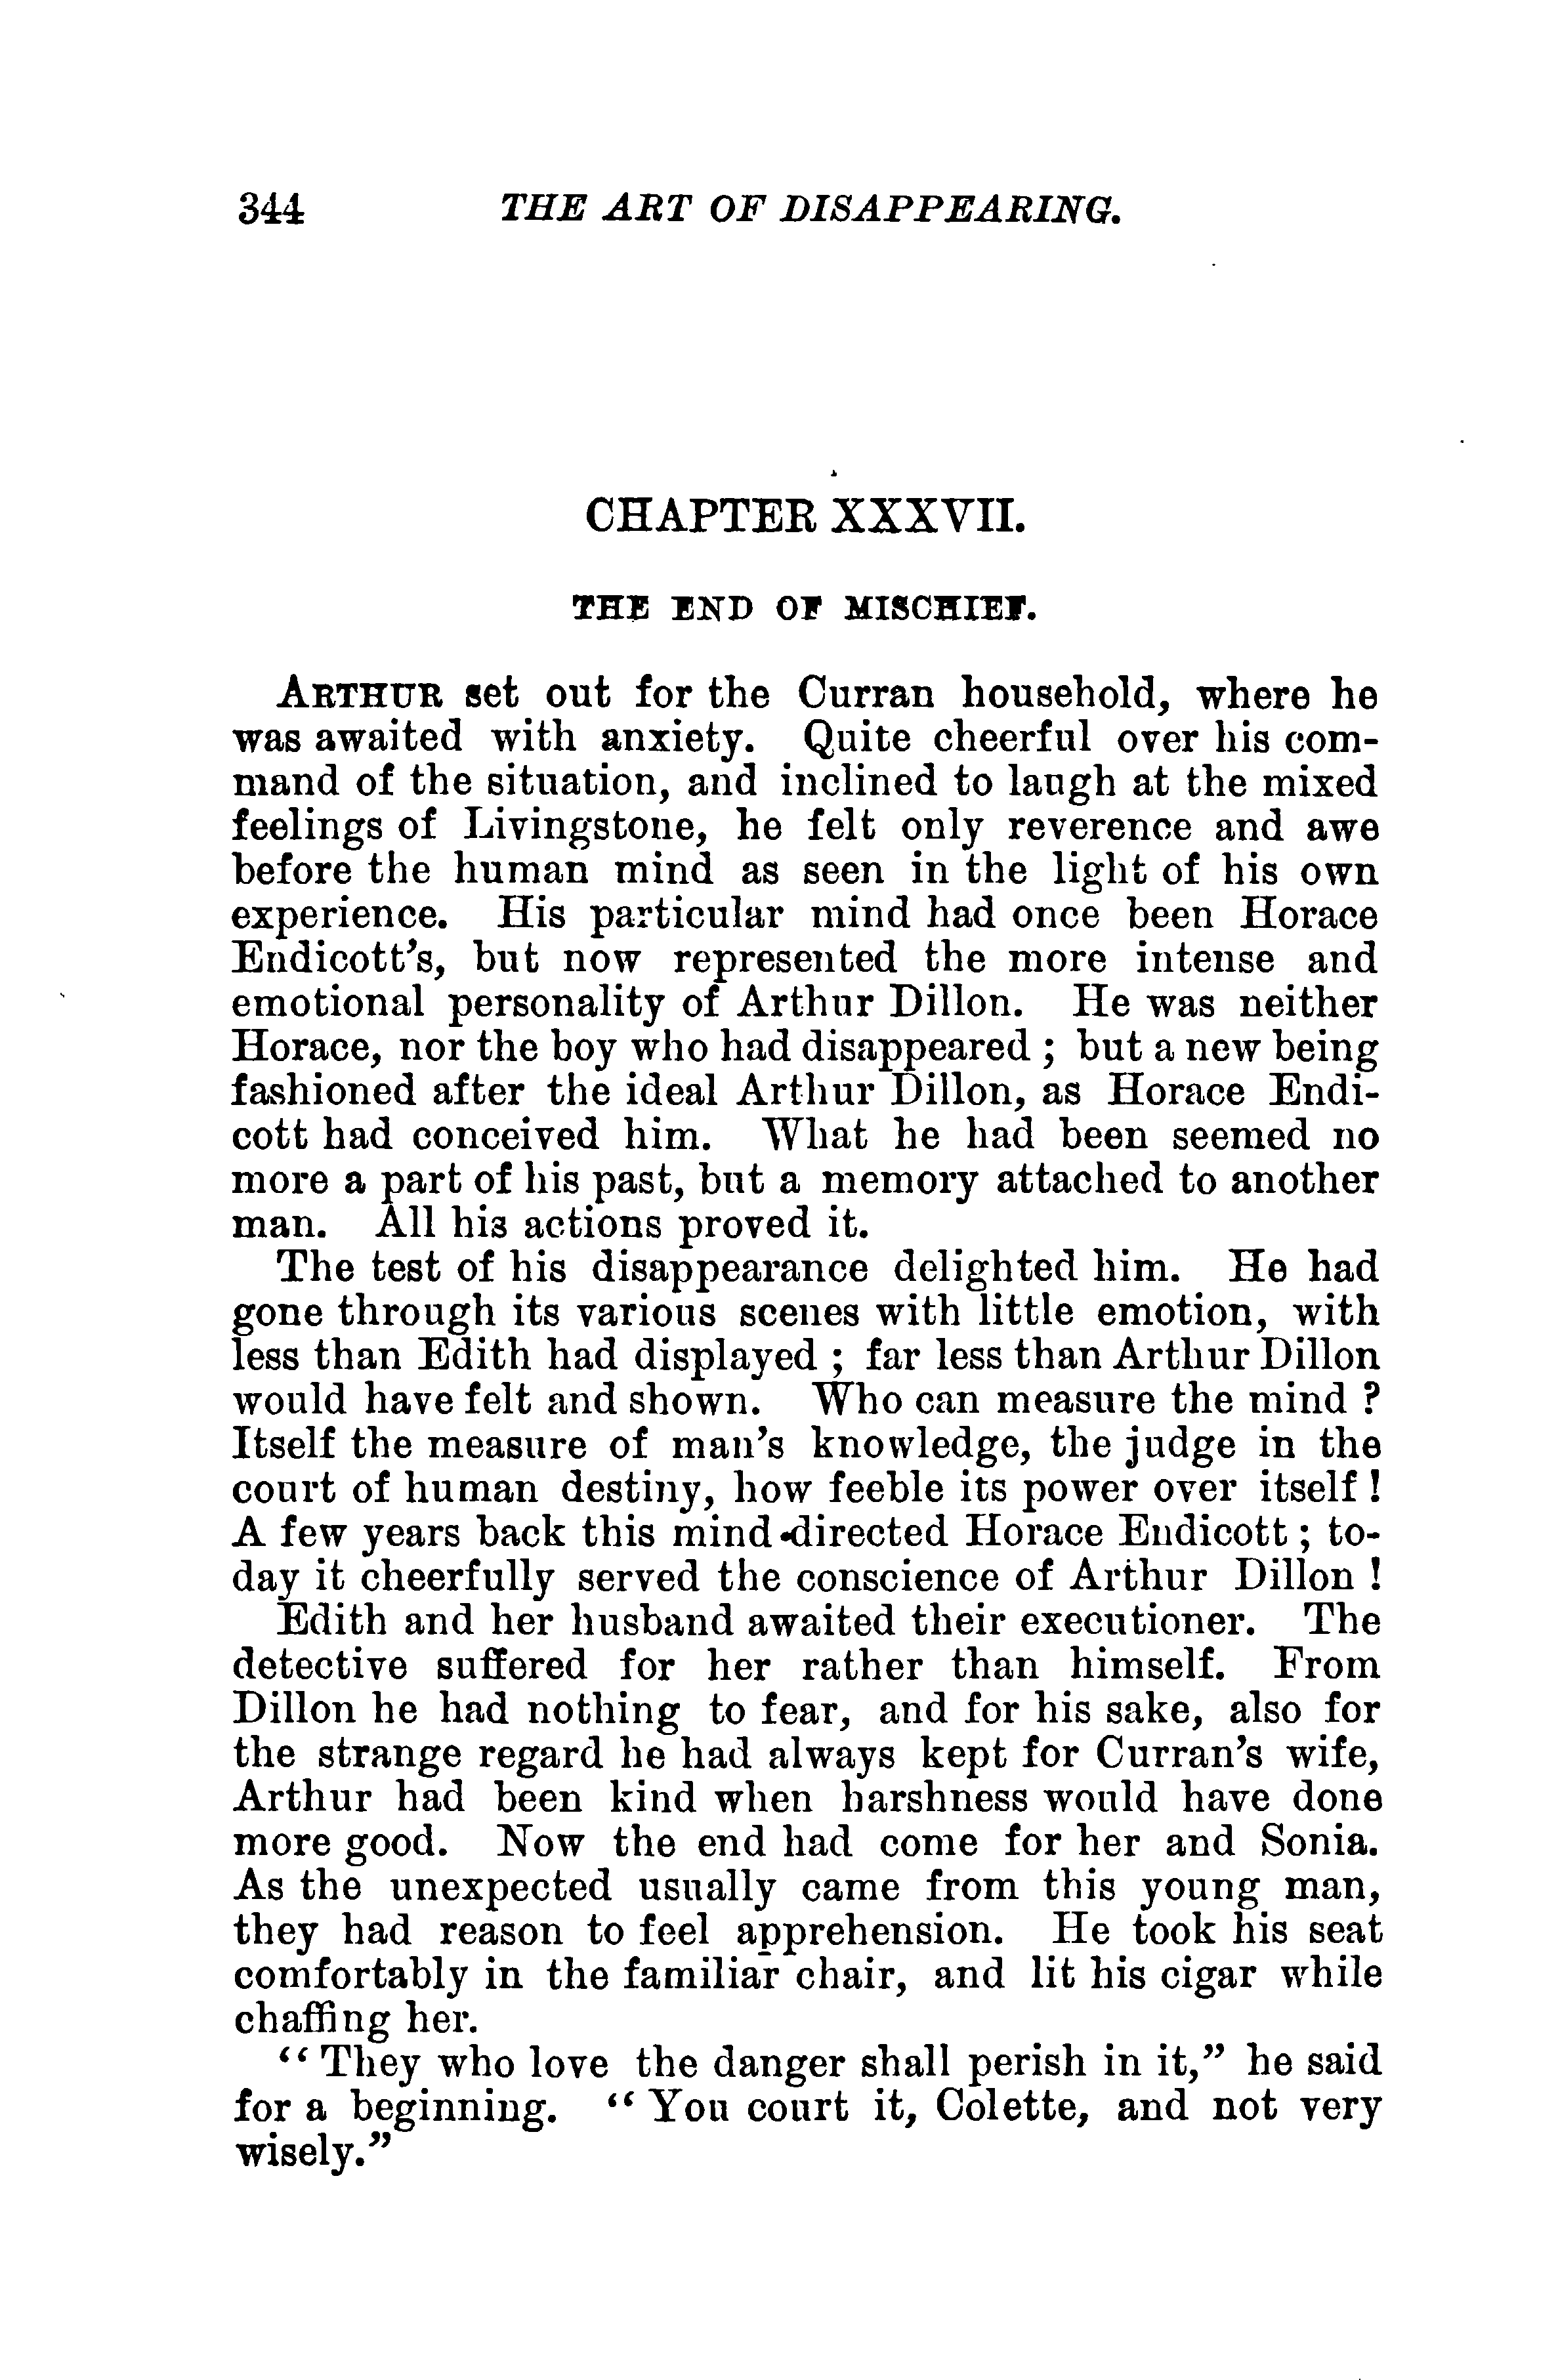 344 THE ART OF DISAPPEARING.
CHAPTER XXXVII.
THE END OF MISCHIEF.
ARTHUR set out for the Curran household, where he
was awaited with anxiety. Quite cheerful over his com-
mand of the situation, and inclined to laugh at the mixed
feelings of Livingstone, he felt only reverence and awe
before the human mind as seen in the light of his own
experience. His particular mind had once been Horace
Endicott's, but now represented the more intense and
emotional personality of Arthur Dillon. He was neither
Horace, nor the boy who had disappeared ; but a new being
fashioned after the ideal Arthur Dillon, as Horace Endi-
cott had conceived him. What he had been seemed no
more a part of his past, but a memory attached to another
man. All his actions proved it.
The test of his disappearance delighted him. He had
gone through its various scenes with little emotion, with
less than Edith had displayed ; far less than Arthur Dillon
would have felt and shown. Who can measure the mind ?
Itself the measure of man's knowledge, the judge in the
court of human destiny, how feeble its power over itself !
A few years back this mind directed Horace Endicott ; to-
day it cheerfully served the conscience of Arthur Dillon !
Edith and her husband awaited their executioner. The
detective suffered for her rather than himself. From
Dillon he had nothing to fear, and for his sake, also for
the strange regard he had always kept for Curran's wife,
Arthur had been kind when harshness would have done
more good. Now the end had come for her and Sonia.
As the unexpected usually came from this young man,
they had reason to feel apprehension. He took his seat
comfortably in the familiar chair, and lit his cigar while
chaffing her.
“ They who love the danger shall perish in it,” he said
for a beginning. “ You court it, Colette, and not very
wisely.”